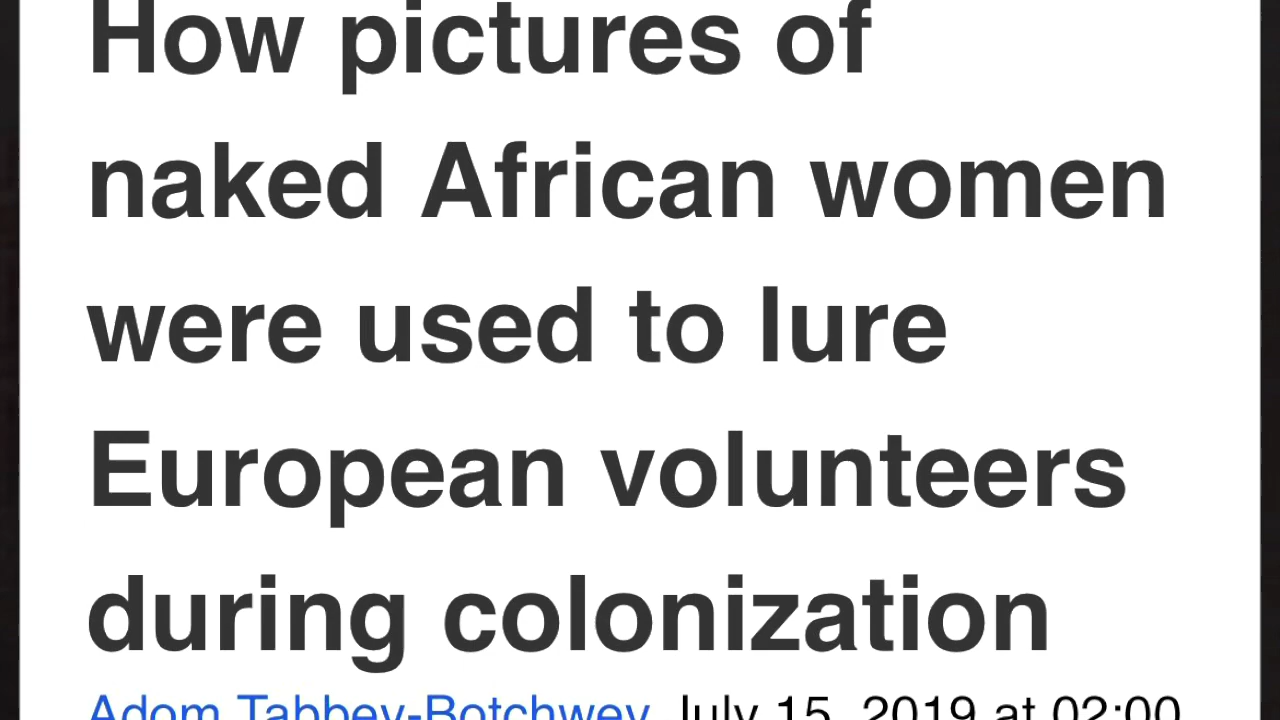 How pictures of
naked African women
were used to lure
European volunteers
during colonization
Adom Tabbey-Botchwey July 15, 2019 at 02:00